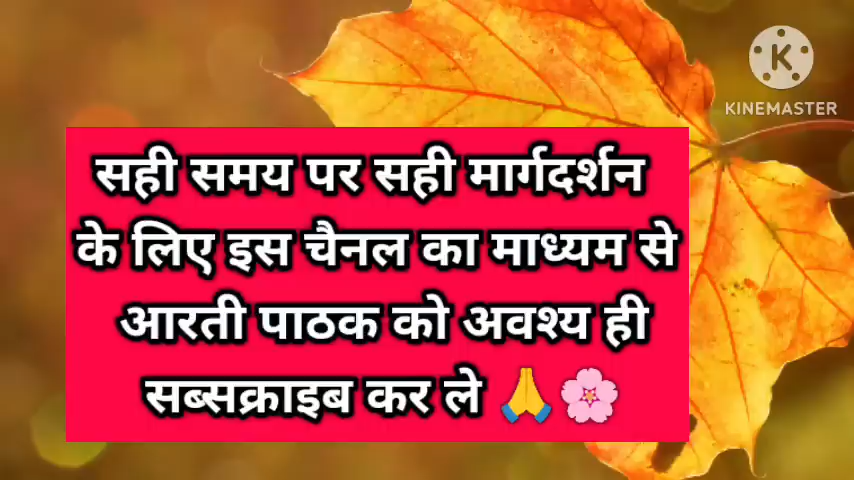 सही समय पर सही मार्गदर्शन
के लिए इस चैनल का माध्यम से
आरती पाठक को अवश्य ही
सब्सक्राइब कर ले 🙏🌸
K
KINEMASTER